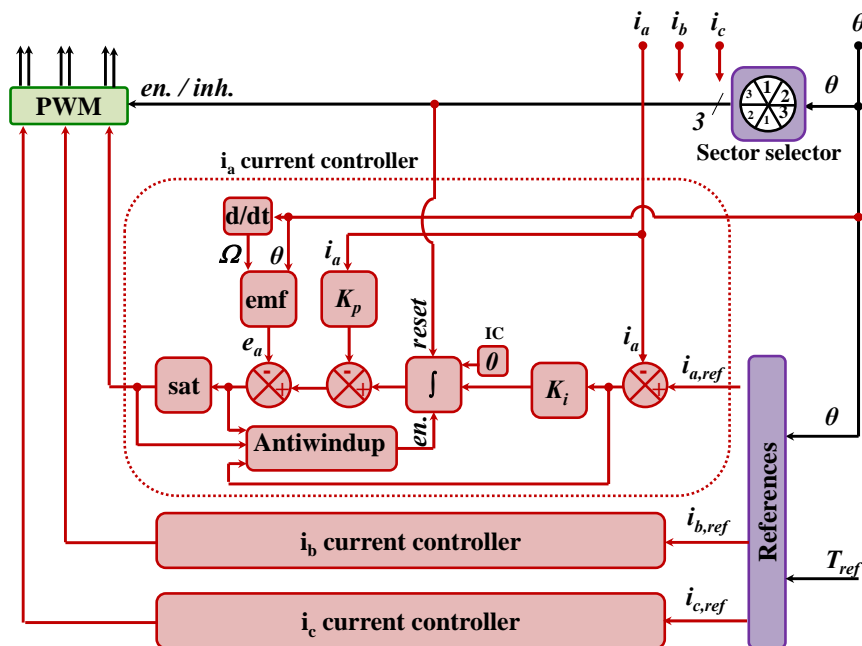 i_a
i_b
i_c
θ
PWM
en. / inh.
3
1
2
3
1
2
3
θ
Sector selector
i_a current controller
d/dt
Ω
θ
i_a
emf
K_p
reset
IC
0
e_a
i_a
i_a,ref
-
+
-
+
-
+
sat
∫
K_i
θ
Antiwindup
en.
References
i_b,ref
i_b current controller
T_ref
i_c,ref
i_c current controller